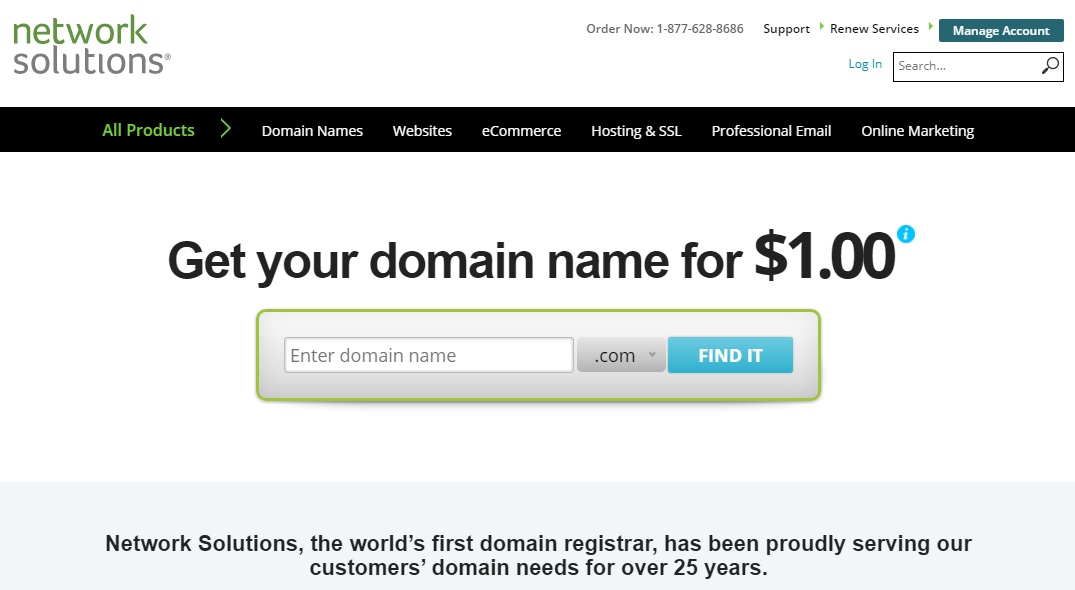 network
solutions®
Order Now: 1-877-628-8686 Support Renew Services Manage Account
Log In Search...
All Products Domain Names Websites eCommerce Hosting & SSL Professional Email Online Marketing
Get your domain name for $1.00 i
Enter domain name .com FIND IT
Network Solutions, the world’s first domain registrar, has been proudly serving our
customers’ domain needs for over 25 years.